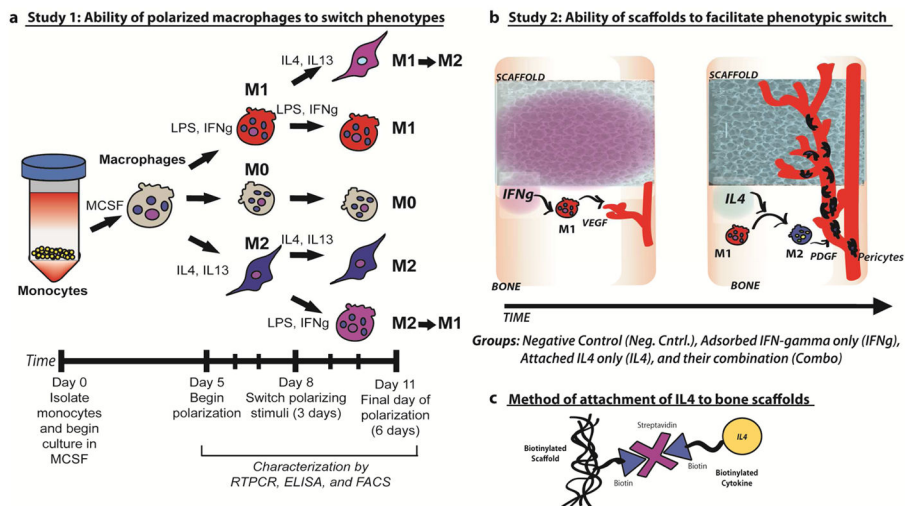 a Study 1: Ability of polarized macrophages to switch phenotypes
IL4, IL13
M1 → M2
M1
LPS, IFNg
LPS, IFNg
M1
Macrophages
M0
MCSF
M0
M2
IL4, IL13
M2
IL4, IL13
Monocytes
LPS, IFNg
M2 → M1
Time
Day 0
Isolate
monocytes
and begin
culture in
MCSF
Day 5
Begin
polarization
Day 8
Switch polarizing
stimuli (3 days)
Day 11
Final day of
polarization
(6 days)
Characterization by
RTPCR, ELISA, and FACS
b Study 2: Ability of scaffolds to facilitate phenotypic switch
SCAFFOLD
IFNg
M1
VEGF
BONE
SCAFFOLD
IL4
M1
M2
PDGF
Pericytes
BONE
TIME
Groups: Negative Control (Neg. Cntrl.), Adsorbed IFN-gamma only (IFNg),
Attached IL4 only (IL4), and their combination (Combo)
c Method of attachment of IL4 to bone scaffolds
Streptavidin
Biotinylated
Scaffold
IL4
Biotin
Biotin
Biotinylated
Cytokine